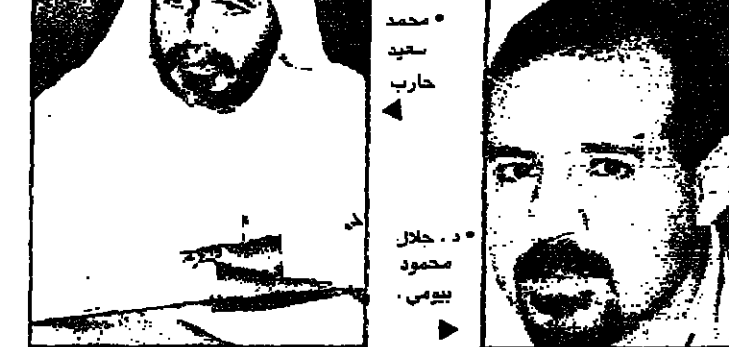 • محمد
سعيد
حارب
• د. جلال
محمود
بيومي.